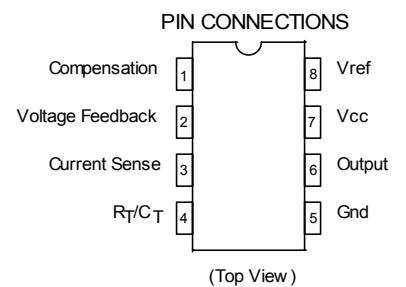 PIN CONNECTIONS
Compensation 1 8 Vref
Voltage Feedback 2 7 Vcc
Current Sense 3 6 Output
RT/CT 4 5 Gnd
(Top View)